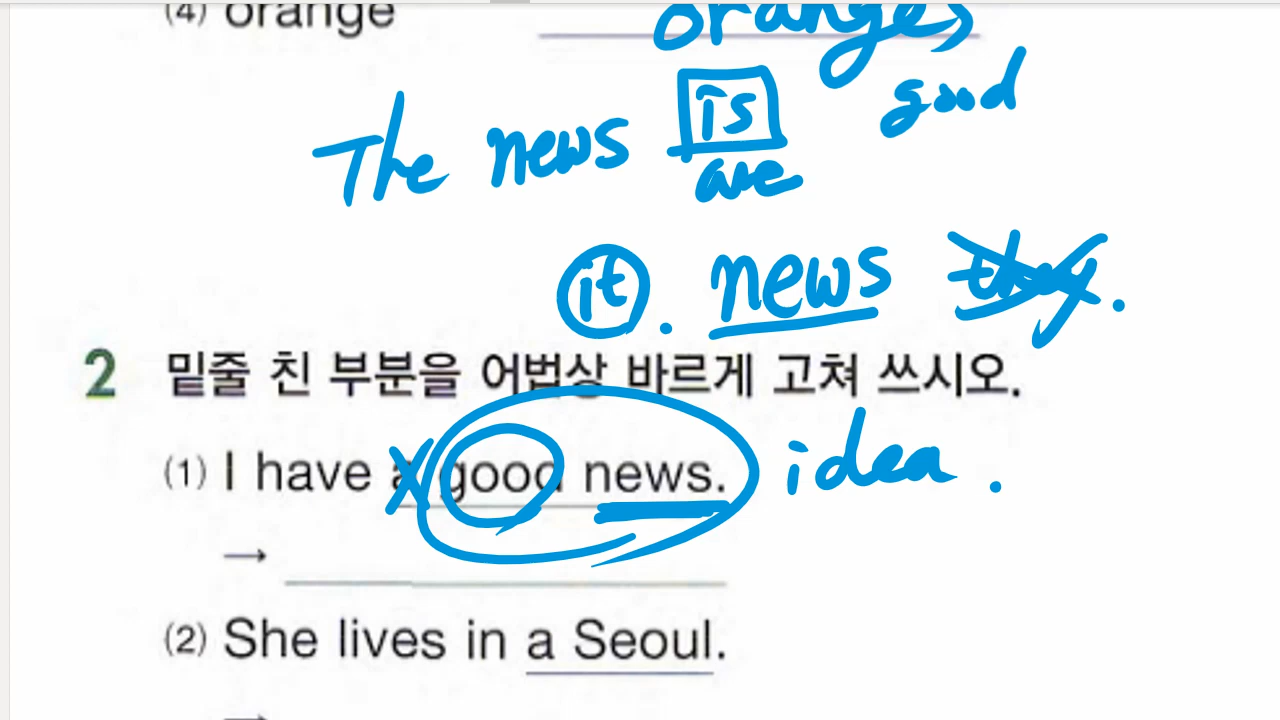 (4) orange oranges
good
The news is
are
it. news they.
2 밑줄 친 부분을 어법상 바르게 고쳐 쓰시오.
(1) I have a good news. idea.
→
(2) She lives in a Seoul.
→